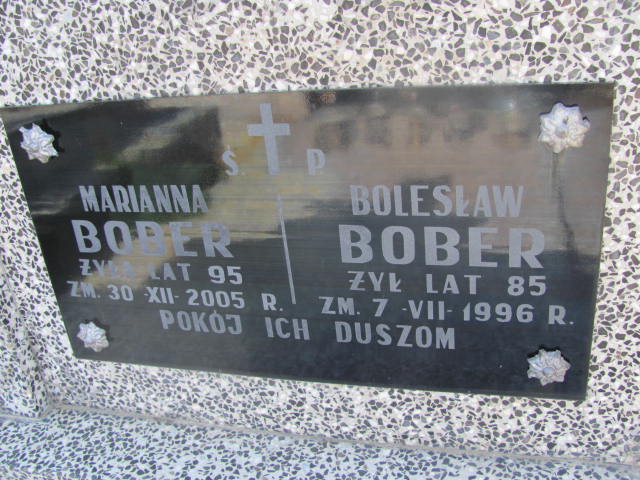 Ś. P.
MARIANNA
BOBER
ŻYŁA LAT 95
ZM. 30-XII-2005 R.
BOLESŁAW
BOBER
ŻYŁ LAT 85
ZM. 7-VII-1996 R.
POKÓJ ICH DUSZOM